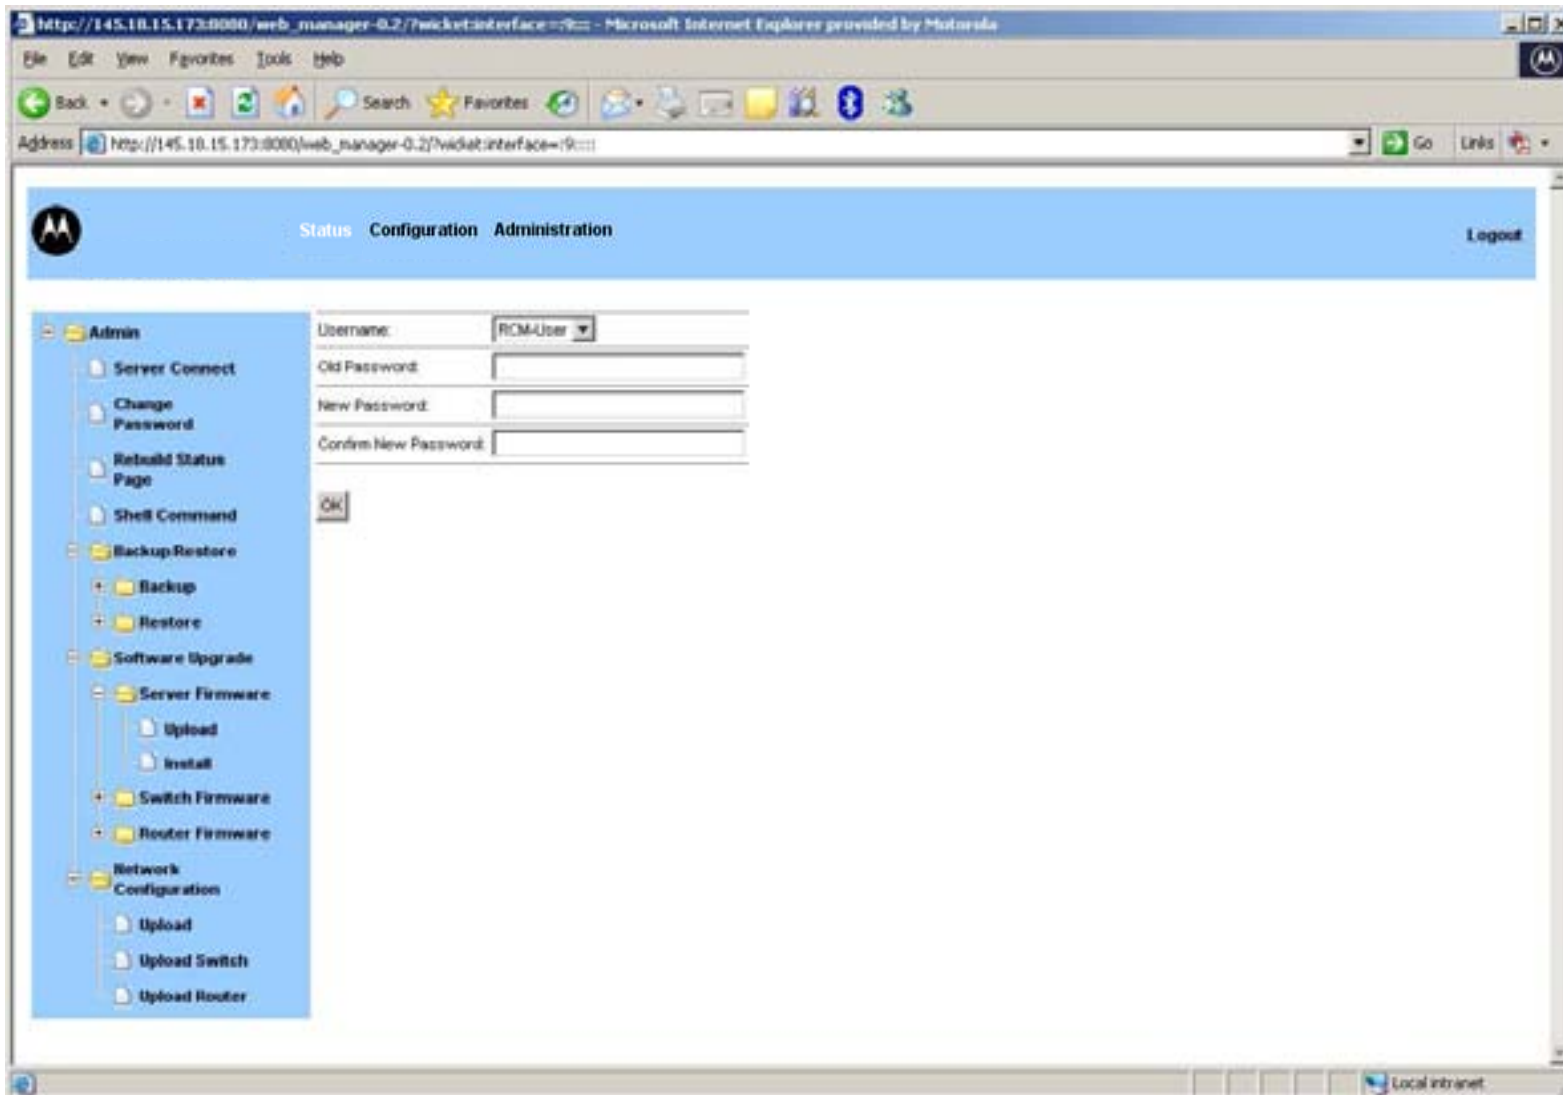 http://145.18.15.173:8080/web_manager-0.2/?wicket:interface=:9:::: - Microsoft Internet Explorer provided by Motorola
File Edit View Favorites Tools Help
Back Search Favorites
Address http://145.18.15.173:8080/web_manager-0.2/?wicket:interface=:9:::: Go Links
Status Configuration Administration Logout
Admin
Server Connect
Change
Password
Rebuild Status
Page
Shell Command
Backup/Restore
Backup
Restore
Software Upgrade
Server Firmware
Upload
Install
Switch Firmware
Router Firmware
Network
Configuration
Upload
Upload Switch
Upload Router
Username: RCM-User
Old Password:
New Password:
Confirm New Password:
OK
Local intranet